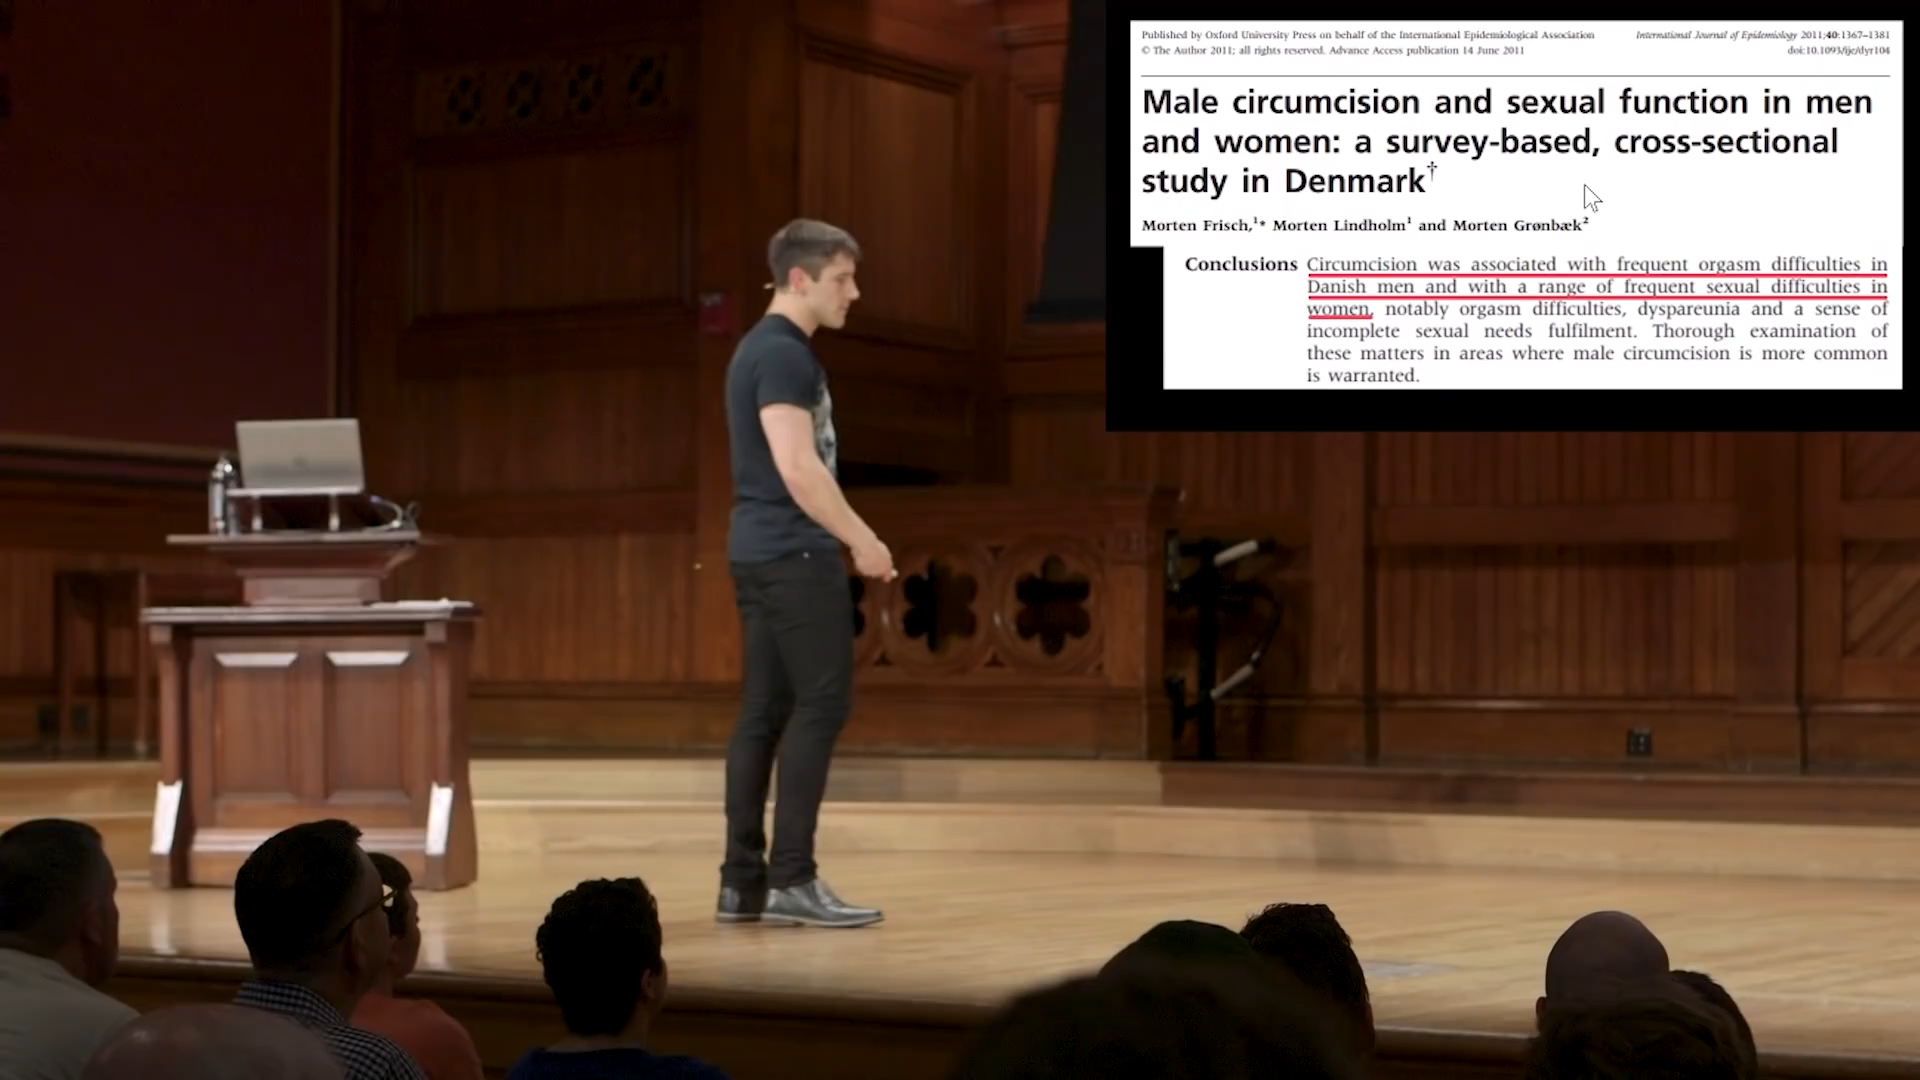 Published by Oxford University Press on behalf of the International Epidemiological Association
© The Author 2011; all rights reserved. Advance Access publication 14 June 2011
International Journal of Epidemiology 2011;40:1367–1381
doi:10.1093/ije/dyr104
Male circumcision and sexual function in men
and women: a survey-based, cross-sectional
study in Denmark†
Morten Frisch,1* Morten Lindholm1 and Morten Grønbæk2
Conclusions Circumcision was associated with frequent orgasm difficulties in
Danish men and with a range of frequent sexual difficulties in
women, notably orgasm difficulties, dyspareunia and a sense of
incomplete sexual needs fulfilment. Thorough examination of
these matters in areas where male circumcision is more common
is warranted.